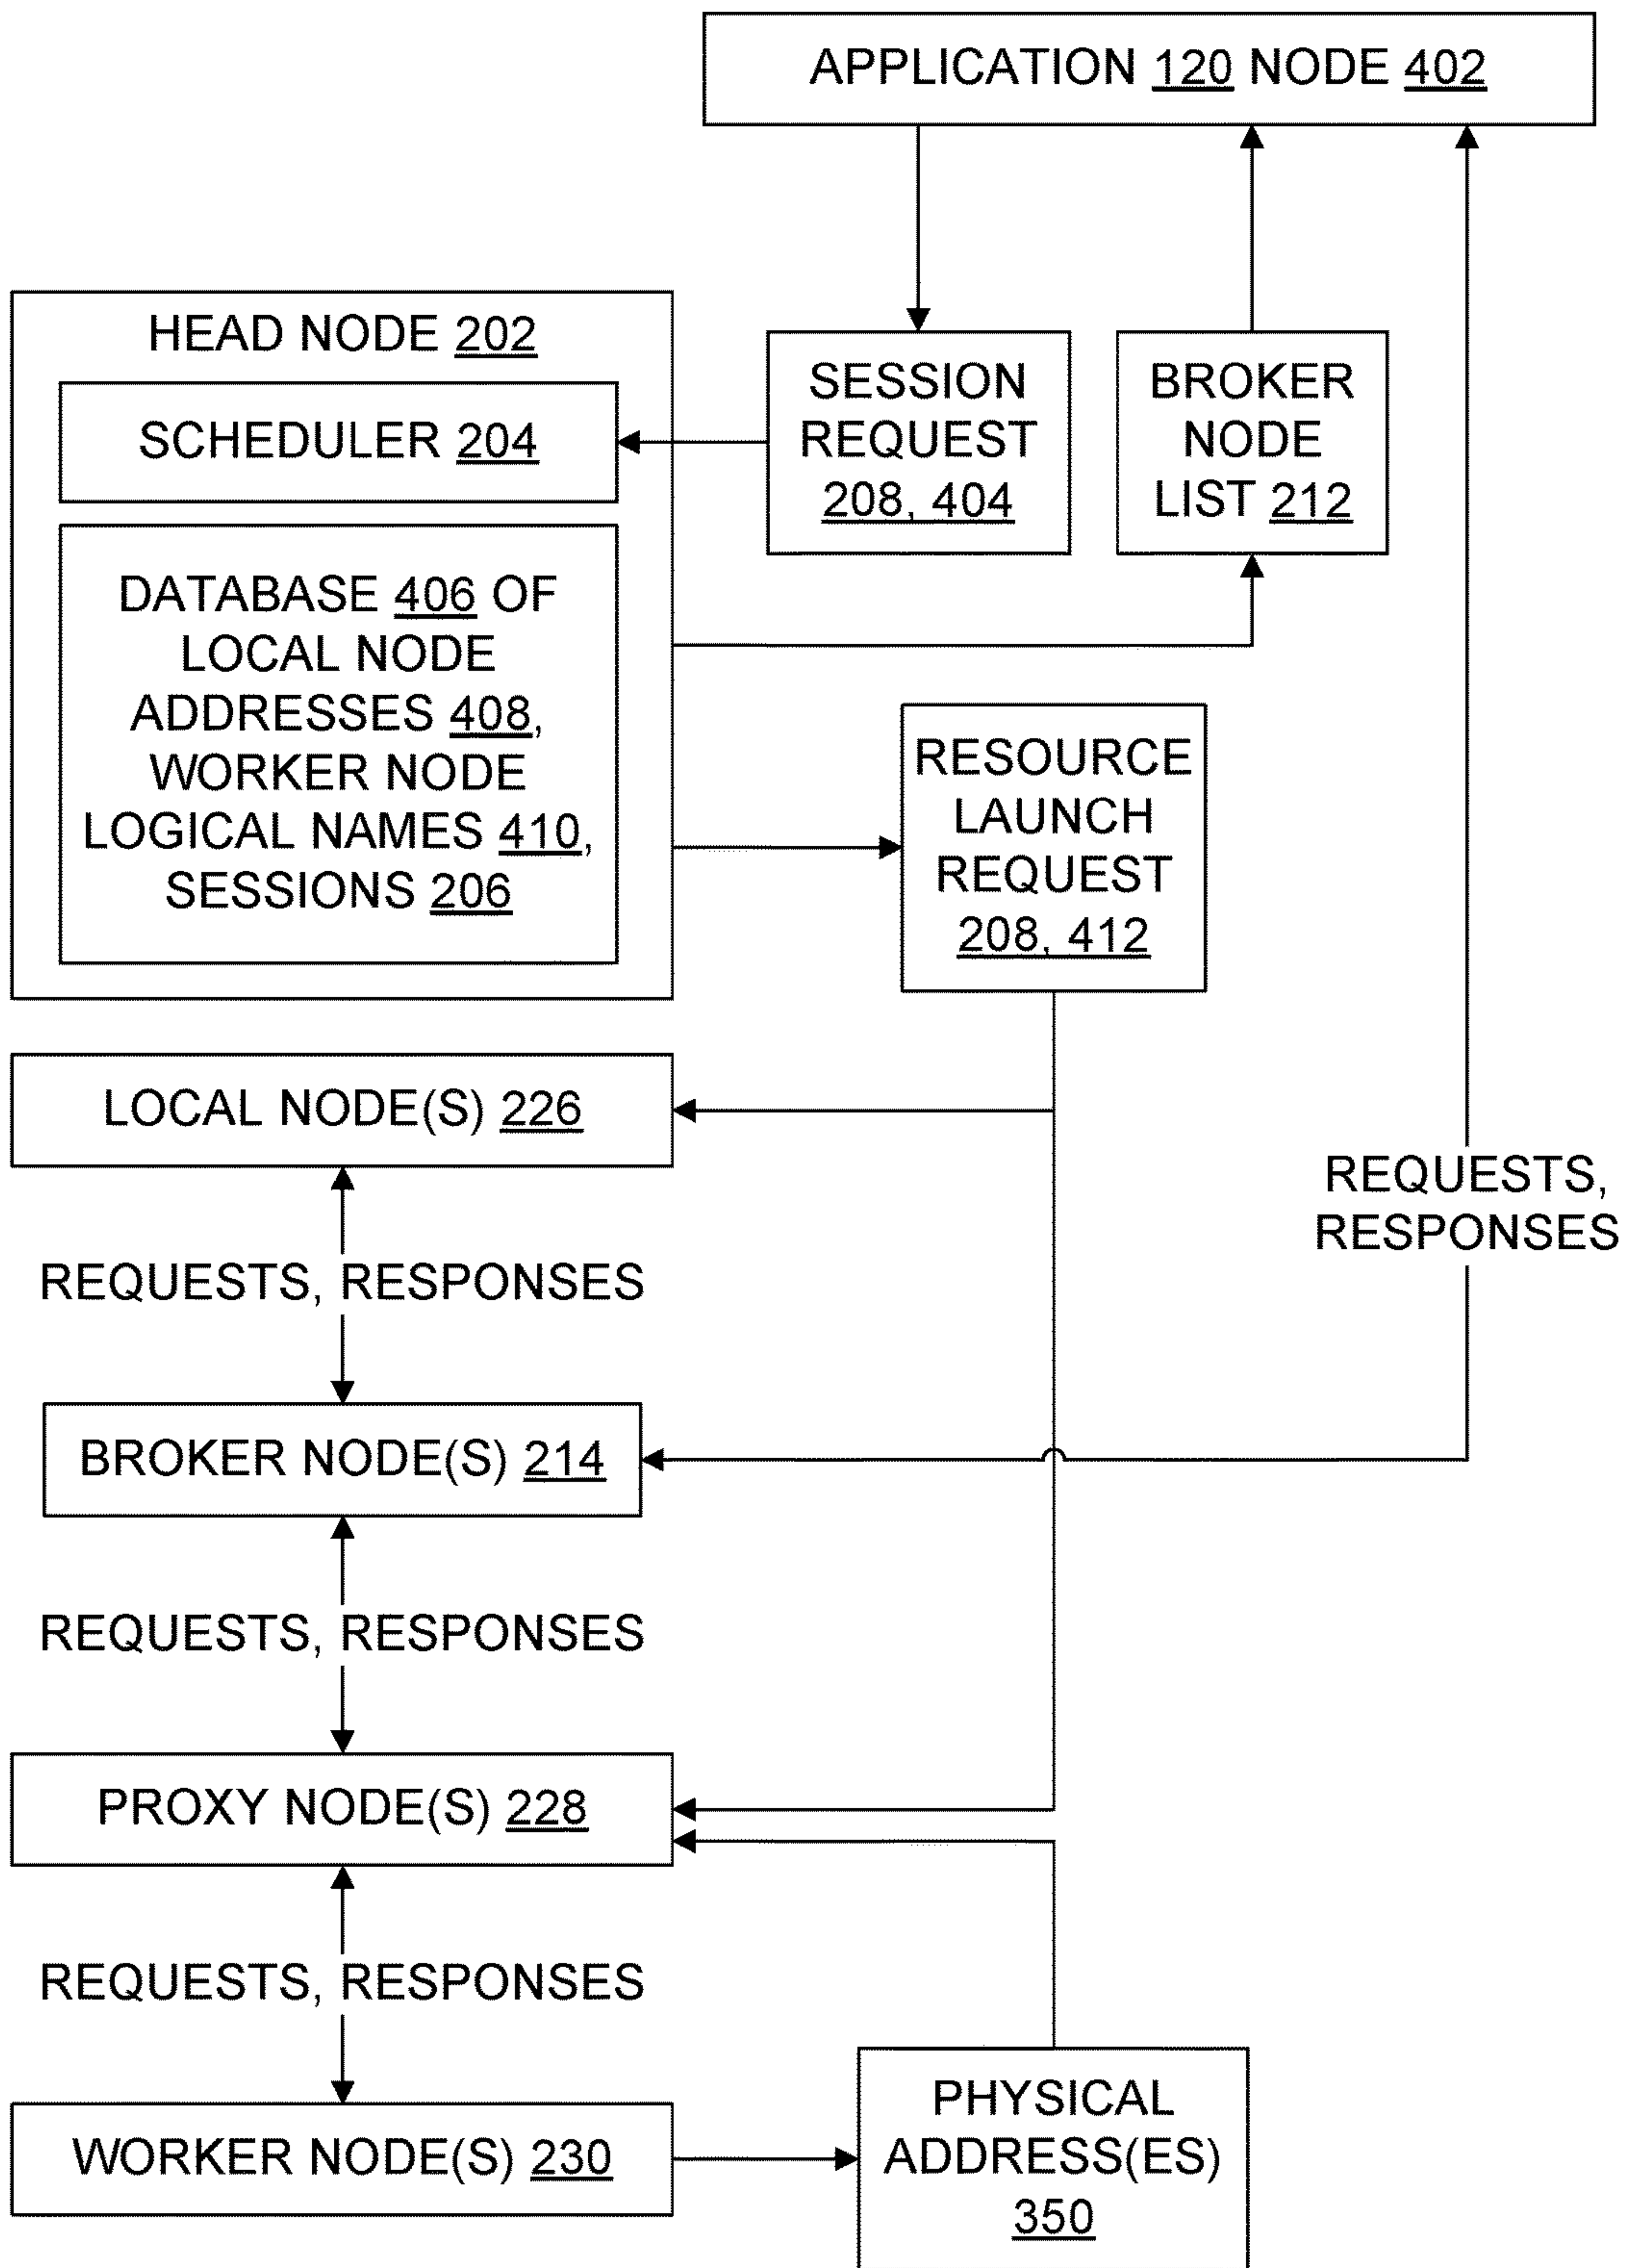 APPLICATION 120 NODE 402
HEAD NODE 202
SCHEDULER 204
DATABASE 406 OF
LOCAL NODE
ADDRESSES 408,
WORKER NODE
LOGICAL NAMES 410,
SESSIONS 206
SESSION
REQUEST
208, 404
BROKER
NODE
LIST 212
RESOURCE
LAUNCH
REQUEST
208, 412
LOCAL NODE(S) 226
REQUESTS,
RESPONSES
REQUESTS, RESPONSES
BROKER NODE(S) 214
REQUESTS, RESPONSES
PROXY NODE(S) 228
REQUESTS, RESPONSES
WORKER NODE(S) 230
PHYSICAL
ADDRESS(ES)
350